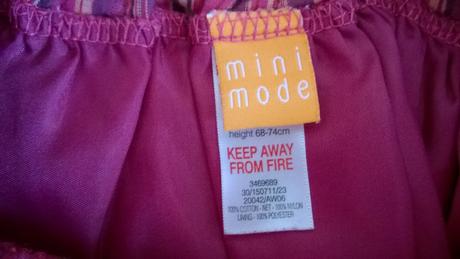 mini
mode
height 68-74cm
KEEP AWAY
FROM FIRE
3469689
30/150711/23
20042/AW06
100% COTTON - NET - 100% NYLON
LINING - 100% POLYESTER